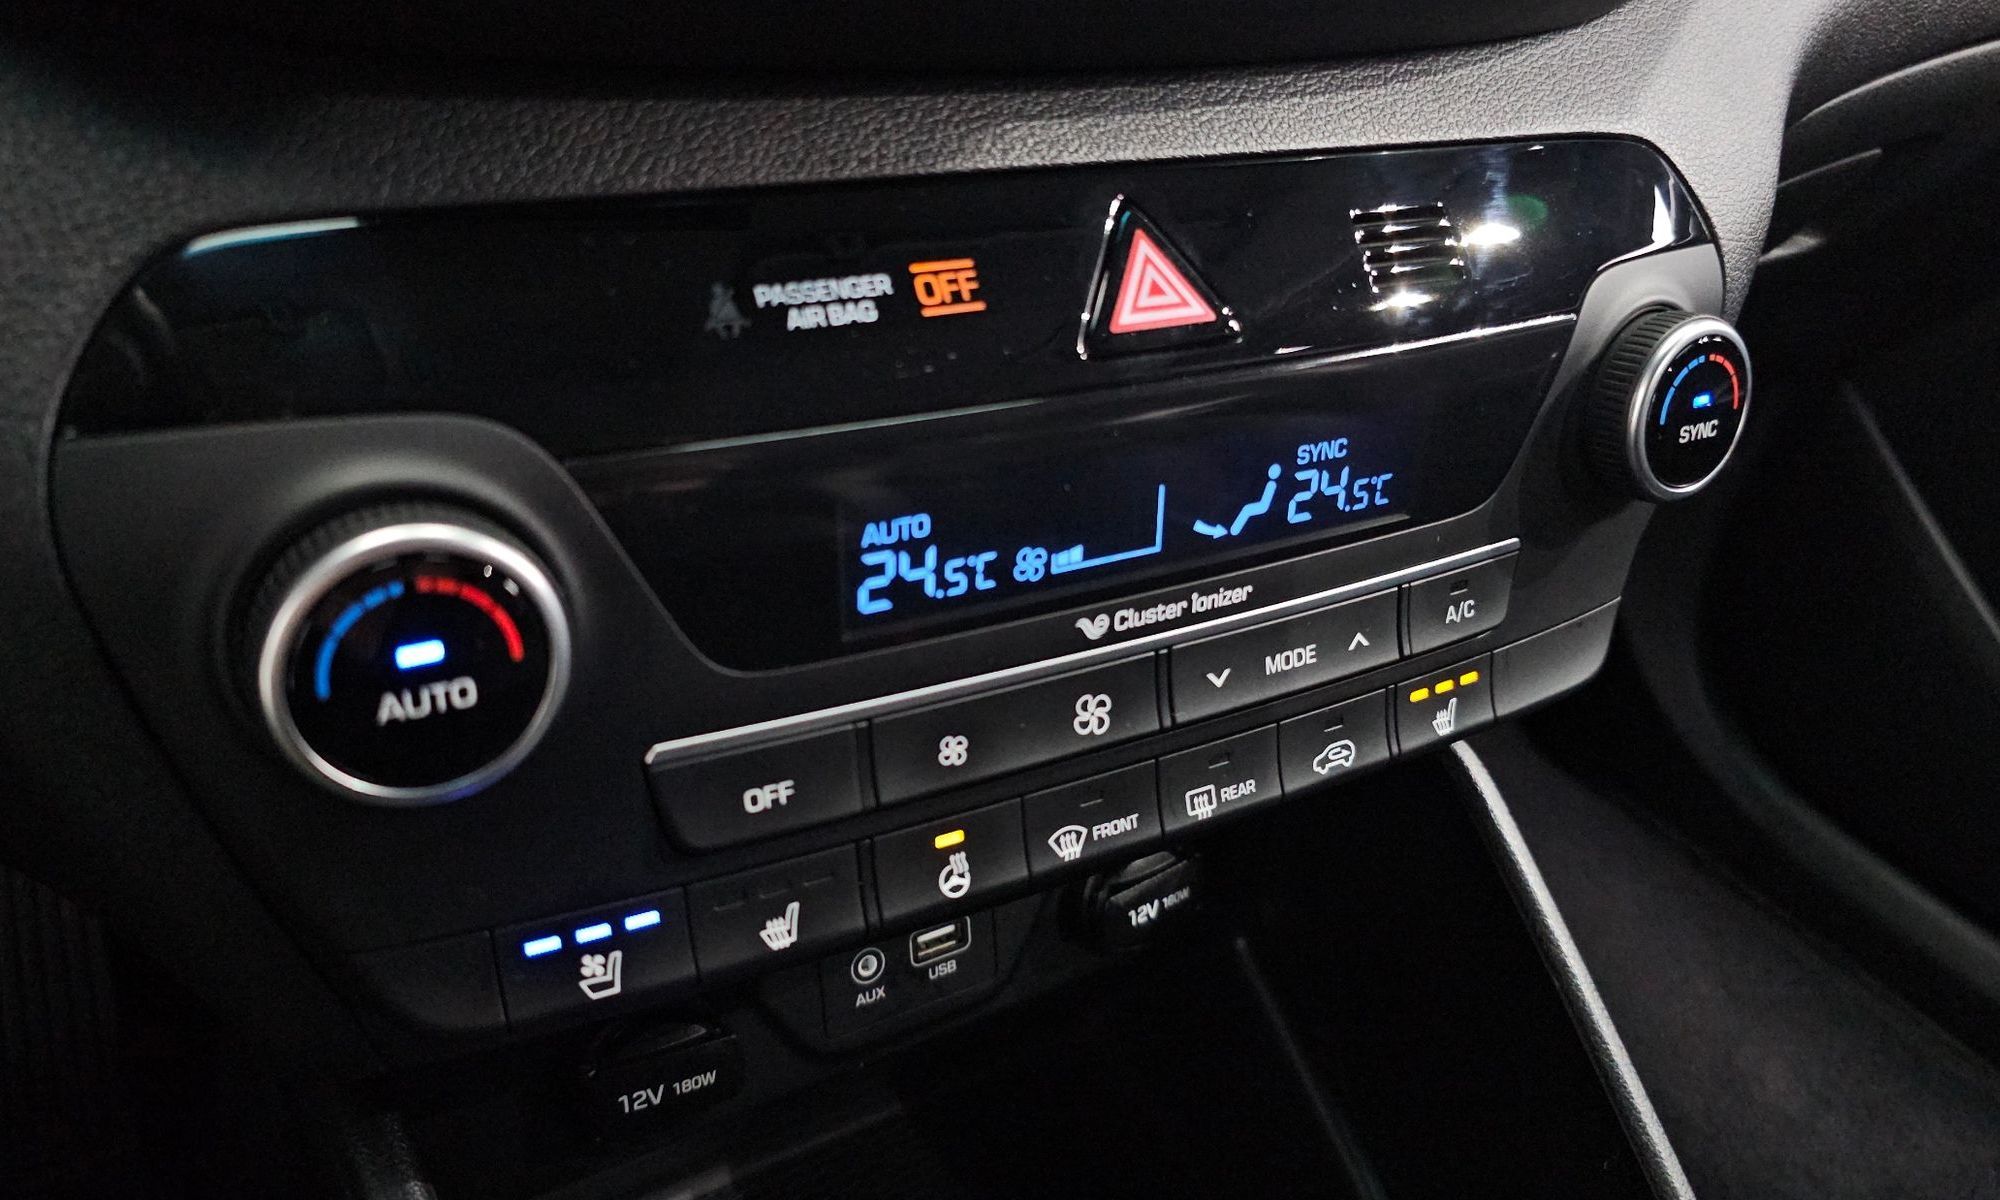 PASSENGER
AIR BAG
OFF
SYNC
AUTO
SYNC
24.5°C
AUTO
24.5°C
Cluster ionizer
A/C
MODE
OFF
REAR
FRONT
12V 180W
USB
AUX
12V 180W